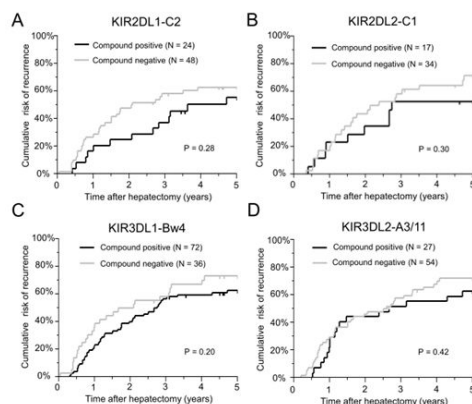 A
KIR2DL1-C2
Cumulative risk of recurrence
100%
80%
60%
40%
20%
0%
Compound positive (N = 24)
Compound negative (N = 48)
P = 0.28
0 1 2 3 4 5
Time after hepatectomy (years)
B
KIR2DL2-C1
Cumulative risk of recurrence
100%
80%
60%
40%
20%
0%
Compound positive (N = 17)
Compound negative (N = 34)
P = 0.30
0 1 2 3 4 5
Time after hepatectomy (years)
C
KIR3DL1-Bw4
Cumulative risk of recurrence
100%
80%
60%
40%
20%
0%
Compound positive (N = 72)
Compound negative (N = 36)
P = 0.20
0 1 2 3 4 5
Time after hepatectomy (years)
D
KIR3DL2-A3/11
Cumulative risk of recurrence
100%
80%
60%
40%
20%
0%
Compound positive (N = 27)
Compound negative (N = 54)
P = 0.42
0 1 2 3 4 5
Time after hepatectomy (years)